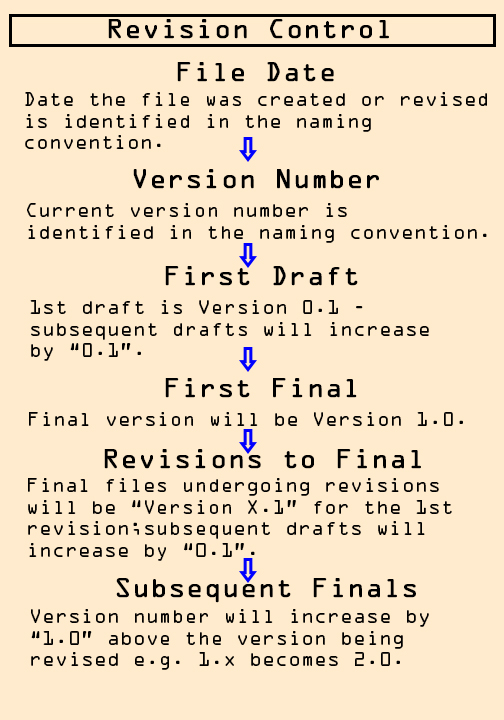 Revision Control
File Date
Date the file was created or revised
is identified in the naming
convention.
Version Number
Current version number is
identified in the naming convention.
First Draft
1st draft is Version 0.1 -
subsequent drafts will increase
by “0.1”.
First Final
Final version will be Version 1.0.
Revisions to Final
Final files undergoing revisions
will be “Version X.1” for the 1st
revision;subsequent drafts will
increase by “0.1”.
Subsequent Finals
Version number will increase by
“1.0” above the version being
revised e.g. 1.x becomes 2.0.